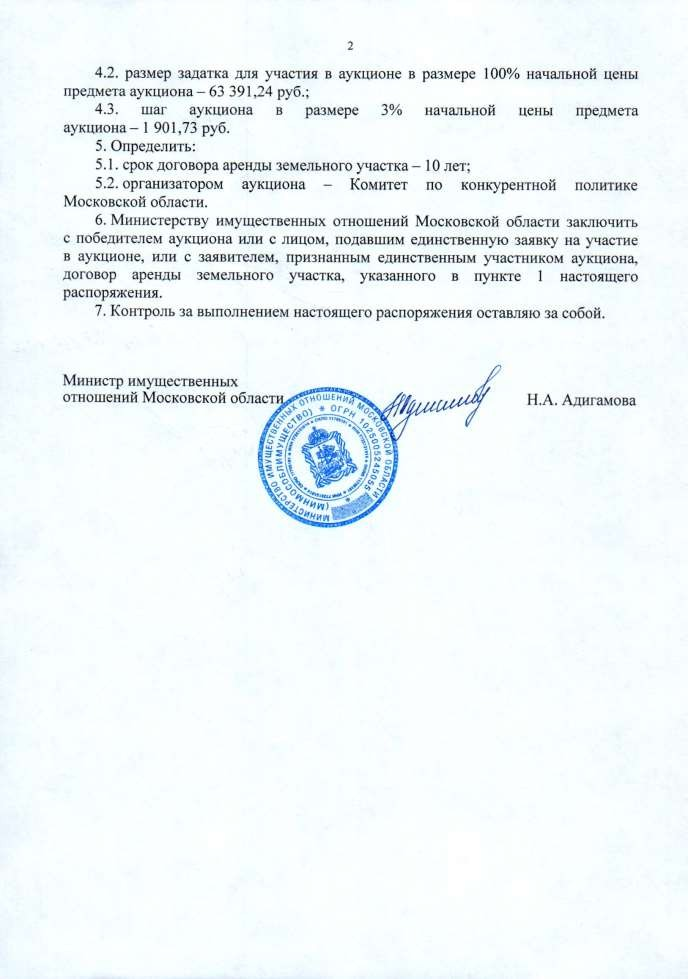 2
4.2. размер задатка для участия в аукционе в размере 100% начальной цены
предмета аукциона – 63 391,24 руб.;
4.3. шаг аукциона в размере 3% начальной цены предмета
аукциона – 1 901,73 руб.
5. Определить:
5.1. срок договора аренды земельного участка – 10 лет;
5.2. организатором аукциона – Комитет по конкурентной политике
Московской области.
6. Министерству имущественных отношений Московской области заключить
с победителем аукциона или с лицом, подавшим единственную заявку на участие
в аукционе, или с заявителем, признанным единственным участником аукциона,
договор аренды земельного участка, указанного в пункте 1 настоящего
распоряжения.
7. Контроль за выполнением настоящего распоряжения оставляю за собой.
Министр имущественных
отношений Московской области
Н.А. Адигамова
МИНИСТЕРСТВО ИМУЩЕСТВЕННЫХ ОТНОШЕНИЙ МОСКОВСКОЙ ОБЛАСТИ
(МИНМОСОБЛИМУЩЕСТВО) ОГРН 1025005245055